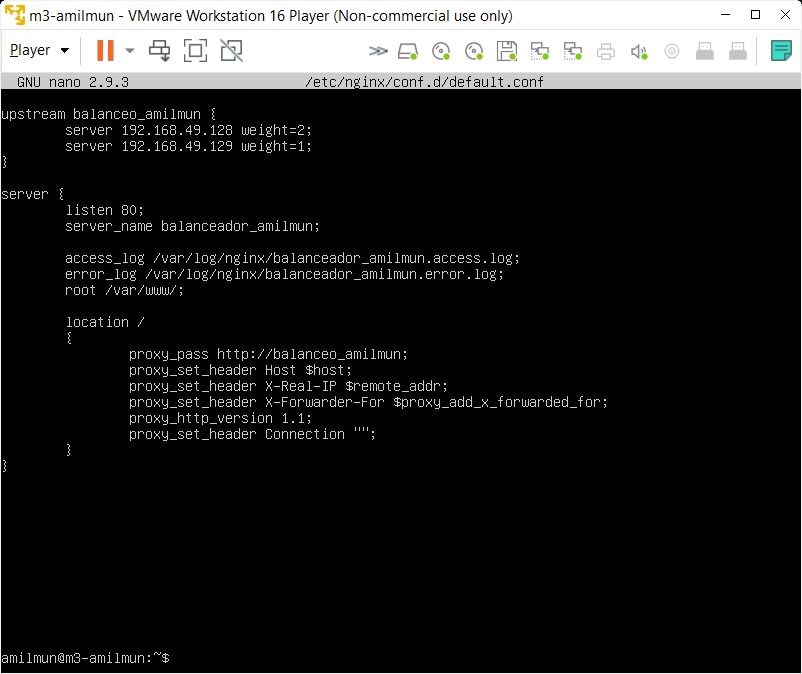 m3-amilmun - VMware Workstation 16 Player (Non-commercial use only)
Player
GNU nano 2.9.3 /etc/nginx/conf.d/default.conf
upstream balanceo_amilmun {
server 192.168.49.128 weight=2;
server 192.168.49.129 weight=1;
}
server {
listen 80;
server_name balanceador_amilmun;
access_log /var/log/nginx/balanceador_amilmun.access.log;
error_log /var/log/nginx/balanceador_amilmun.error.log;
root /var/www/;
location /
{
proxy_pass http://balanceo_amilmun;
proxy_set_header Host $host;
proxy_set_header X-Real-IP $remote_addr;
proxy_set_header X-Forwarder-For $proxy_add_x_forwarded_for;
proxy_http_version 1.1;
proxy_set_header Connection "";
}
}
amilmun@m3-amilmun:~$